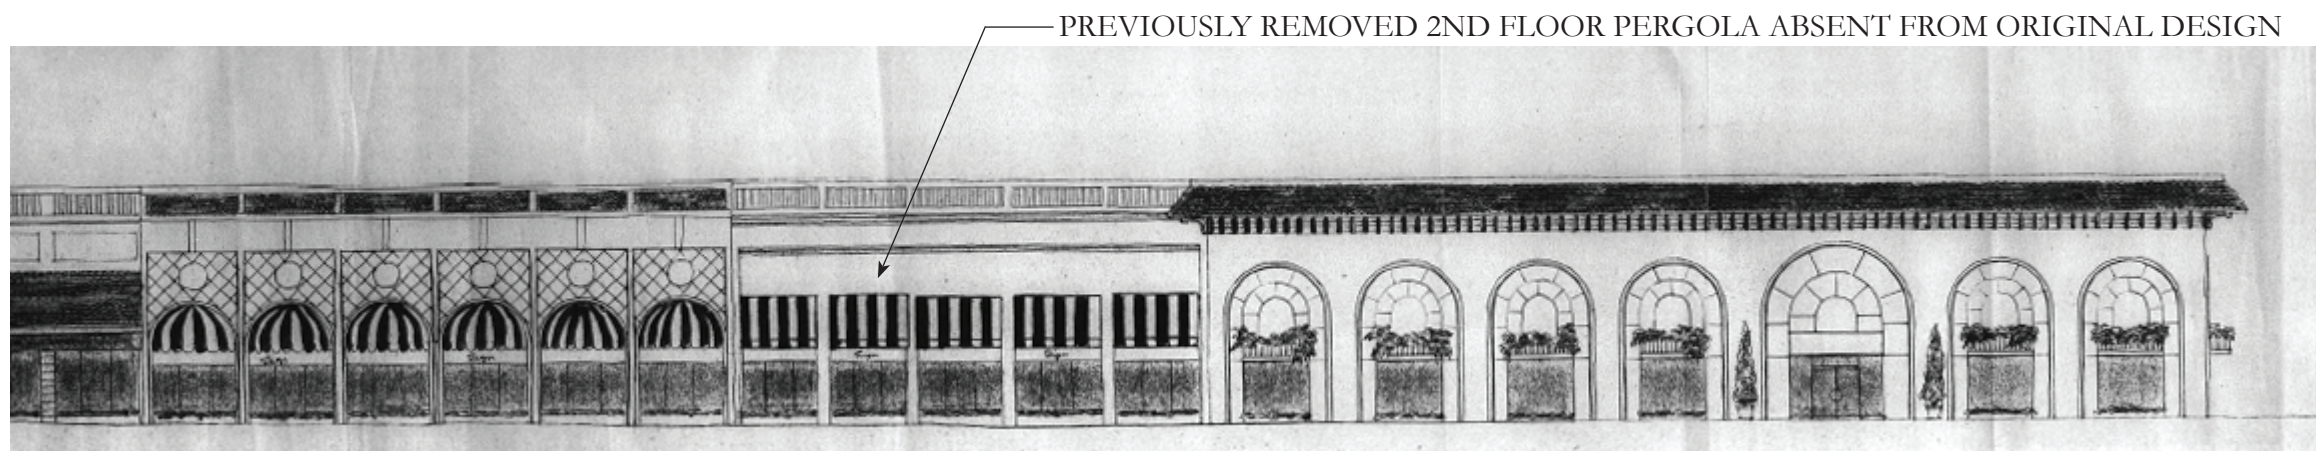 PREVIOUSLY REMOVED 2ND FLOOR PERGOLA ABSENT FROM ORIGINAL DESIGN